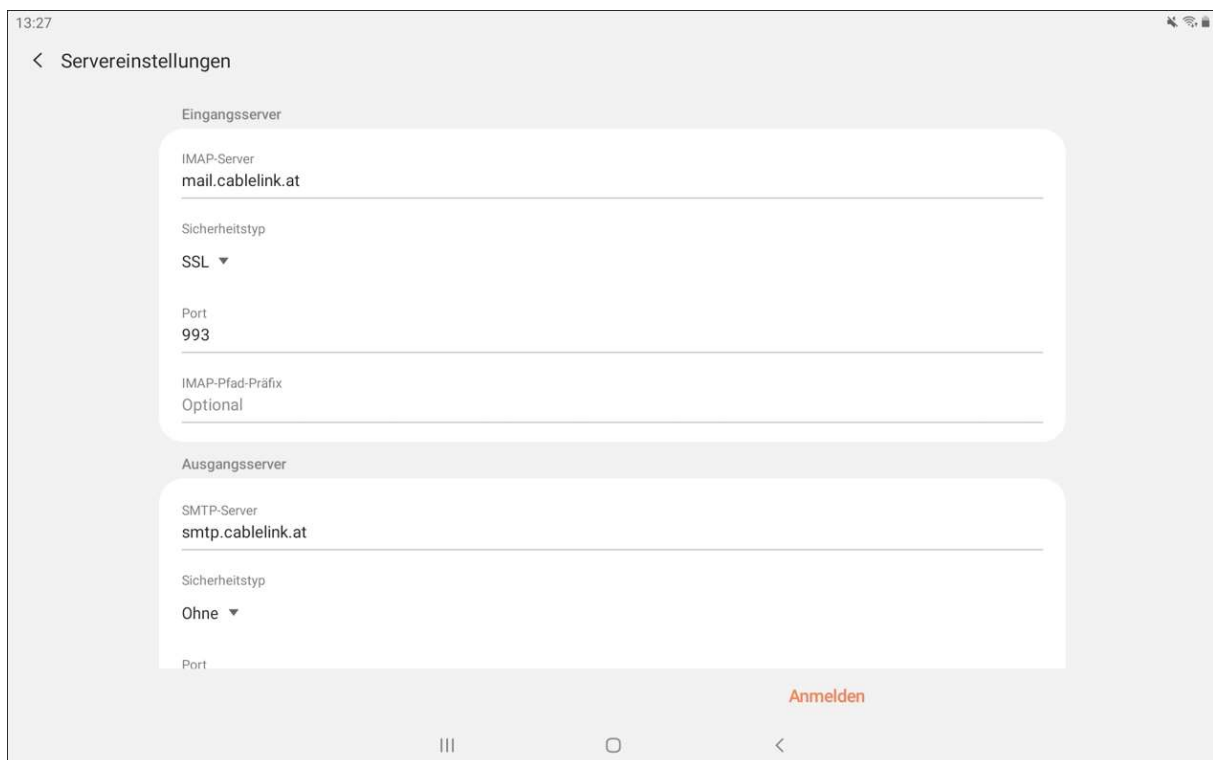 13:27
Servereinstellungen
Eingangsserver
IMAP-Server
mail.cablelink.at
Sicherheitstyp
SSL
Port
993
IMAP-Pfad-Präfix
Optional
Ausgangsserver
SMTP-Server
smtp.cablelink.at
Sicherheitstyp
Ohne
Port
Anmelden